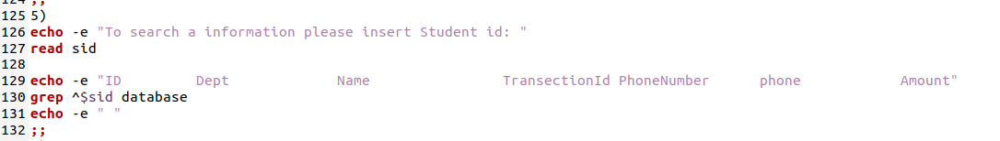 124 ;;
125 5)
126 echo -e "To search a information please insert Student id: "
127 read sid
128
129 echo -e "ID         Dept             Name                TransectionId PhoneNumber      phone            Amount"
130 grep ^$sid database
131 echo -e " "
132 ;;